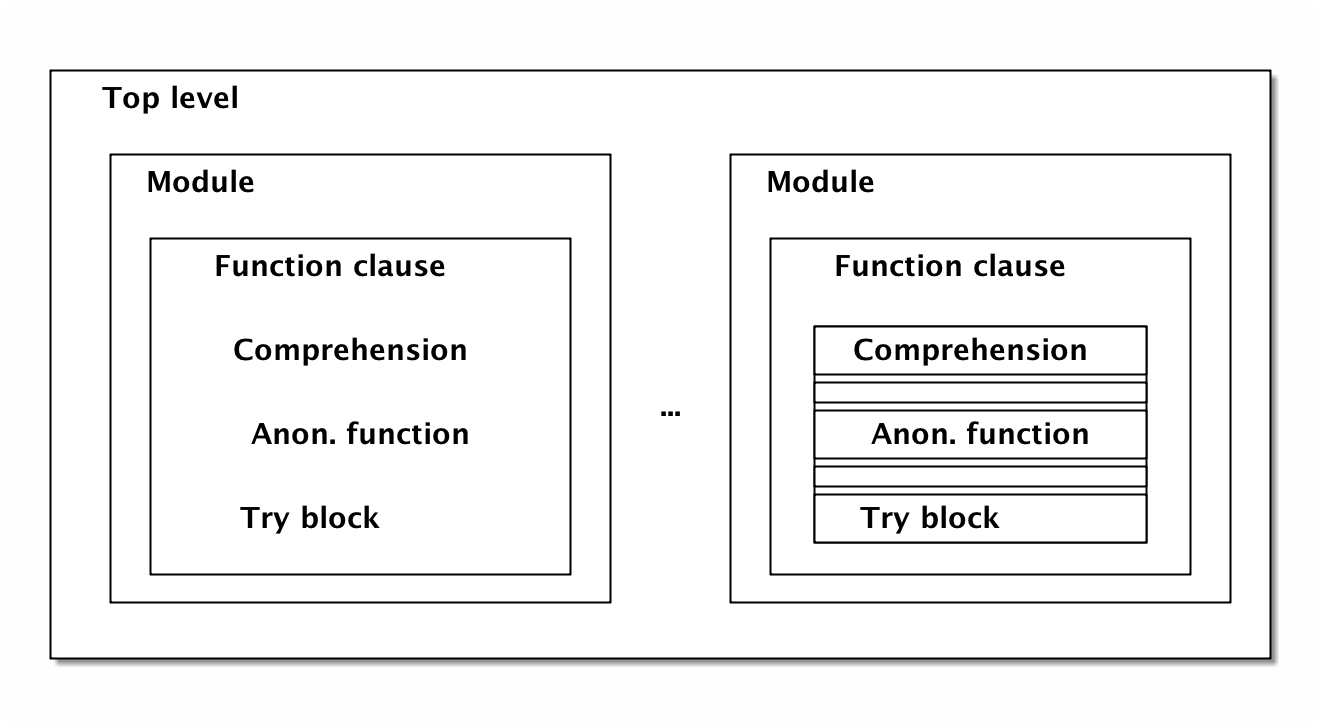 Top level
Module
Function clause
Comprehension
Anon. function
Try block
...
Module
Function clause
Comprehension
Anon. function
Try block